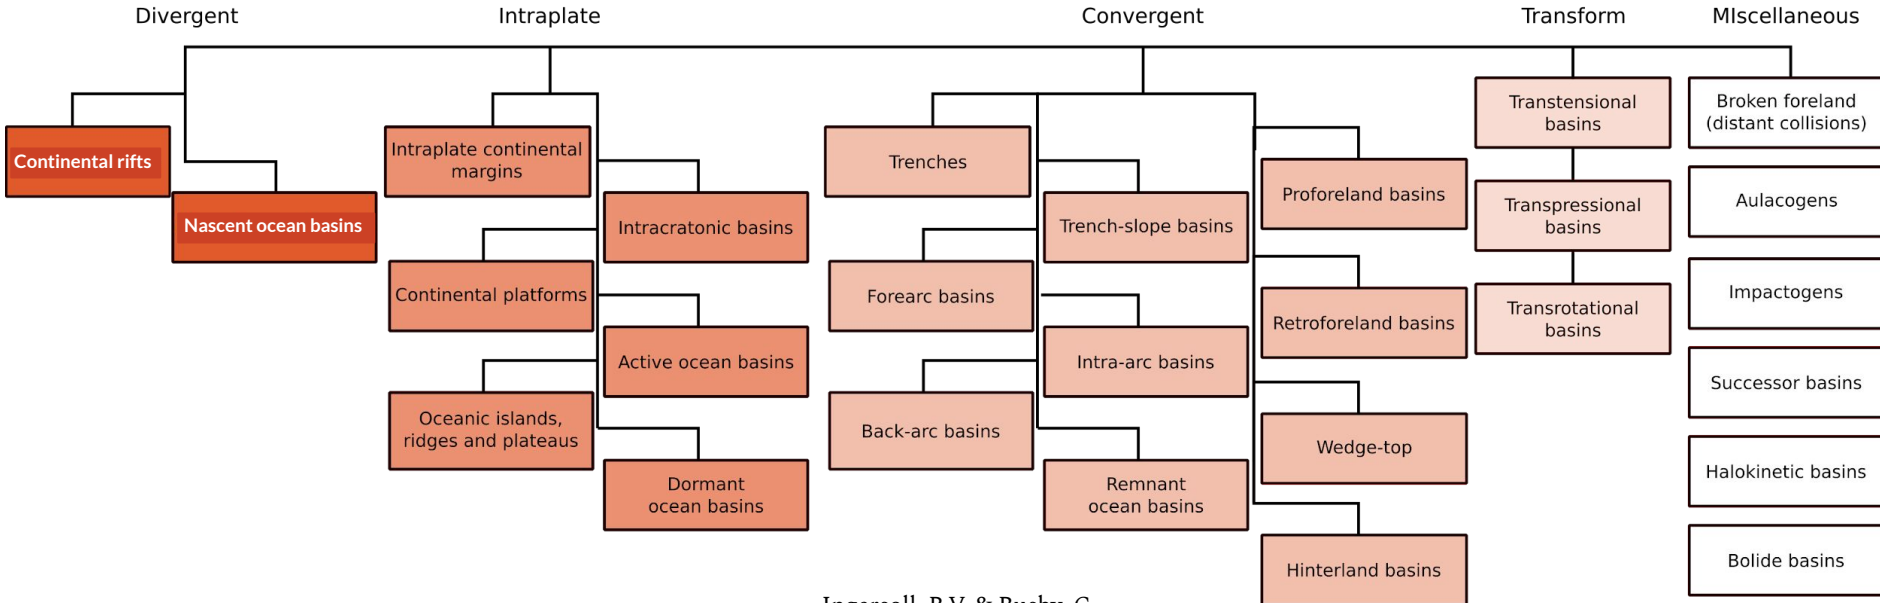 Divergent
Intraplate
Convergent
Transform
MIscellaneous
Continental rifts
Nascent ocean basins
Intraplate continental
margins
Intracratonic basins
Continental platforms
Active ocean basins
Oceanic islands,
ridges and plateaus
Dormant
ocean basins
Trenches
Trench-slope basins
Forearc basins
Intra-arc basins
Back-arc basins
Remnant
ocean basins
Proforeland basins
Retroforeland basins
Wedge-top
Hinterland basins
Transtensional
basins
Transpressional
basins
Transrotational
basins
Broken foreland
(distant collisions)
Aulacogens
Impactogens
Successor basins
Halokinetic basins
Bolide basins
Ingersoll, R.V. & Busby, C.